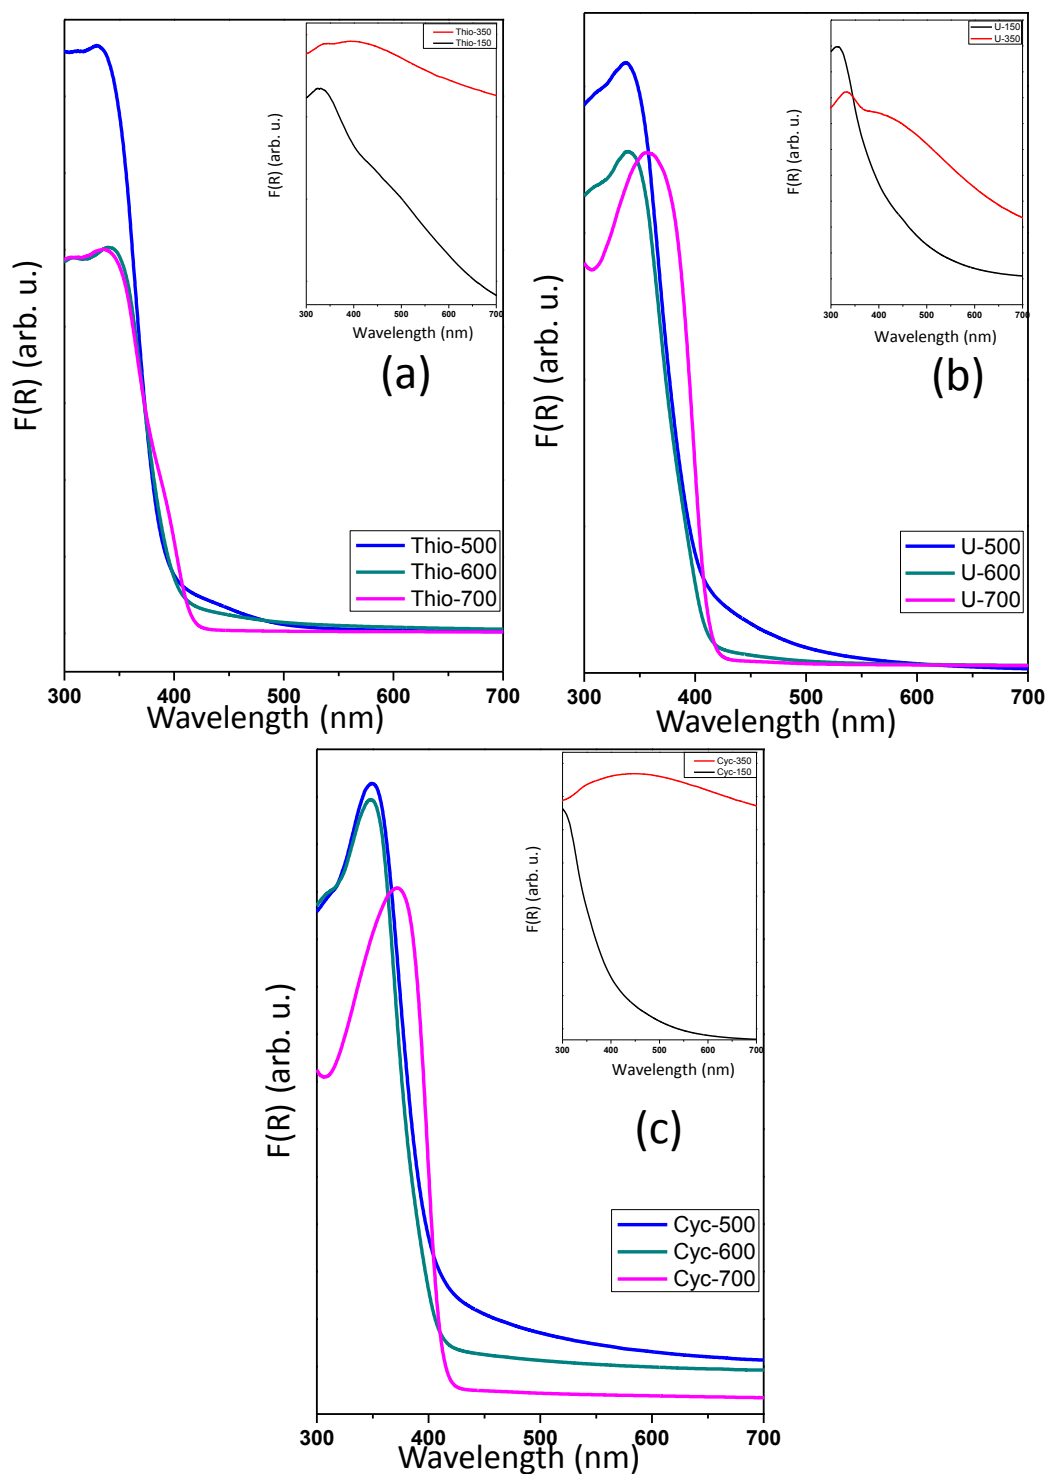 Thio-350
Thio-150
F(R) (arb. u.)
300 400 500 600 700
Wavelength (nm)
(a)
F(R) (arb. u.)
Thio-500
Thio-600
Thio-700
300 400 500 600 700
Wavelength (nm)
U-150
U-350
F(R) (arb. u.)
300 400 500 600 700
Wavelength (nm)
(b)
F(R) (arb. u.)
U-500
U-600
U-700
300 400 500 600 700
Wavelength (nm)
Cyc-350
Cyc-150
F(R) (arb. u.)
300 400 500 600 700
Wavelength (nm)
(c)
F(R) (arb. u.)
Cyc-500
Cyc-600
Cyc-700
300 400 500 600 700
Wavelength (nm)